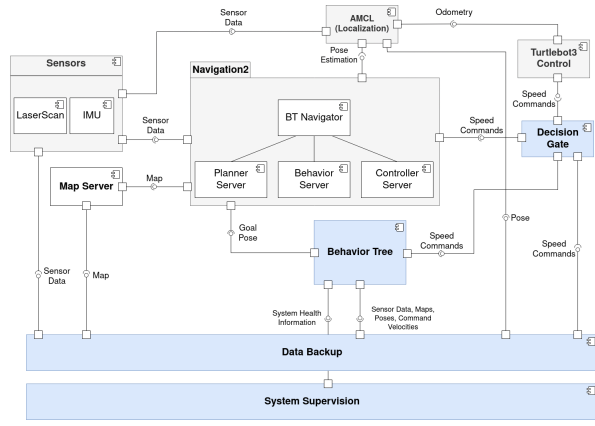 Sensor
Data
AMCL
(Localization)
Odometry
Pose
Estimation
Turtlebot3
Control
Sensors
LaserScan
IMU
Navigation2
BT Navigator
Planner
Server
Behavior
Server
Controller
Server
Sensor
Data
Speed
Commands
Speed
Commands
Decision
Gate
Map Server
Map
Goal
Pose
Behavior Tree
Speed
Commands
Pose
Speed
Commands
Sensor
Data
Map
System Health
Information
Sensor Data, Maps,
Poses, Command
Velocities
Data Backup
System Supervision